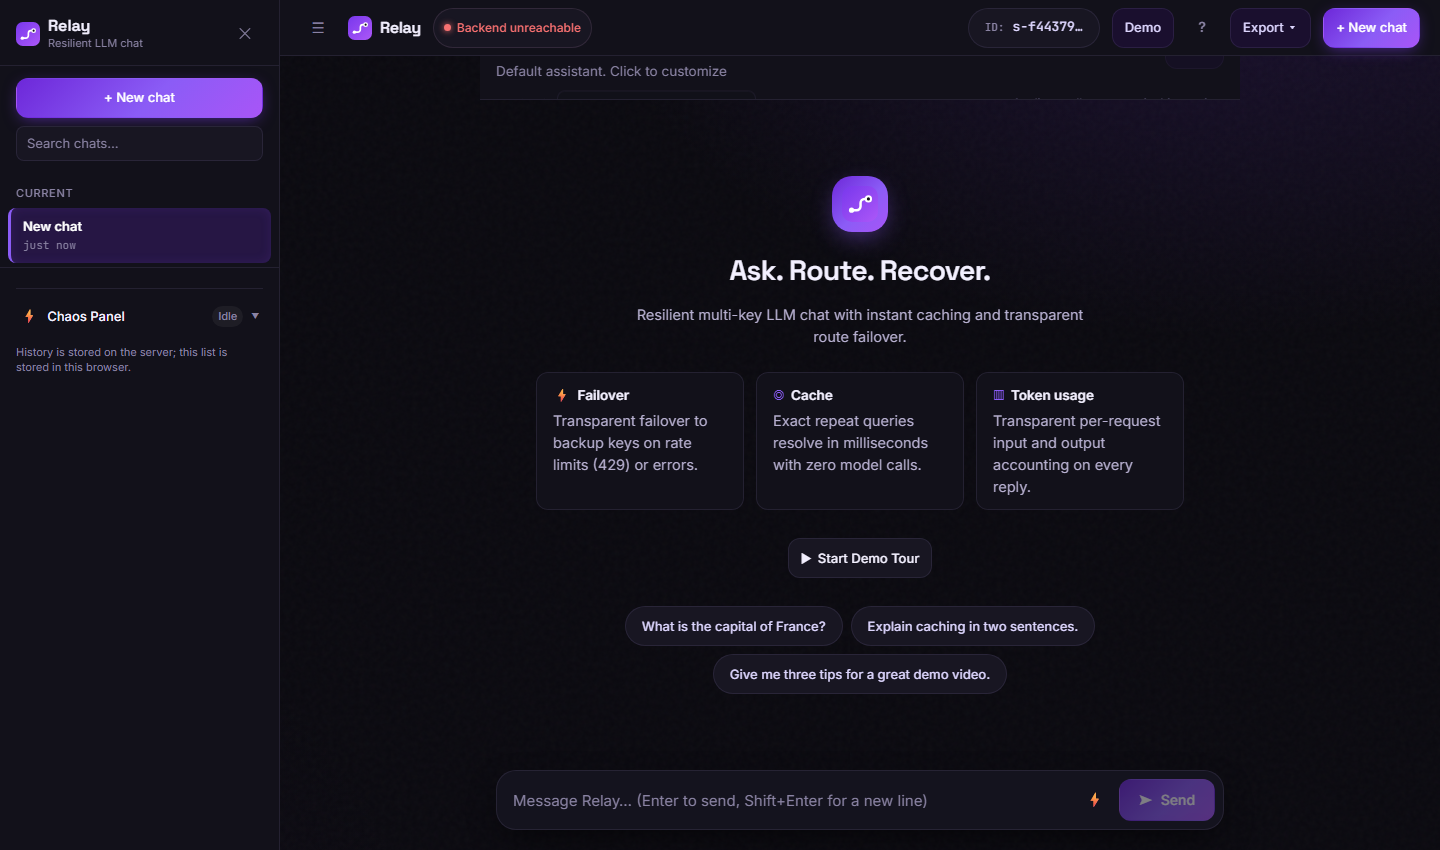 Relay
Resilient LLM chat
+ New chat
Search chats...
CURRENT
New chat
just now
Chaos Panel
Idle
History is stored on the server; this list is
stored in this browser.
Relay
Backend unreachable
ID: s-f44379…
Demo
?
Export
+ New chat
Default assistant. Click to customize
Ask. Route. Recover.
Resilient multi-key LLM chat with instant caching and transparent
route failover.
Failover
Transparent failover to
backup keys on rate
limits (429) or errors.
Cache
Exact repeat queries
resolve in milliseconds
with zero model calls.
Token usage
Transparent per-request
input and output
accounting on every
reply.
Start Demo Tour
What is the capital of France?
Explain caching in two sentences.
Give me three tips for a great demo video.
Message Relay... (Enter to send, Shift+Enter for a new line)
Send